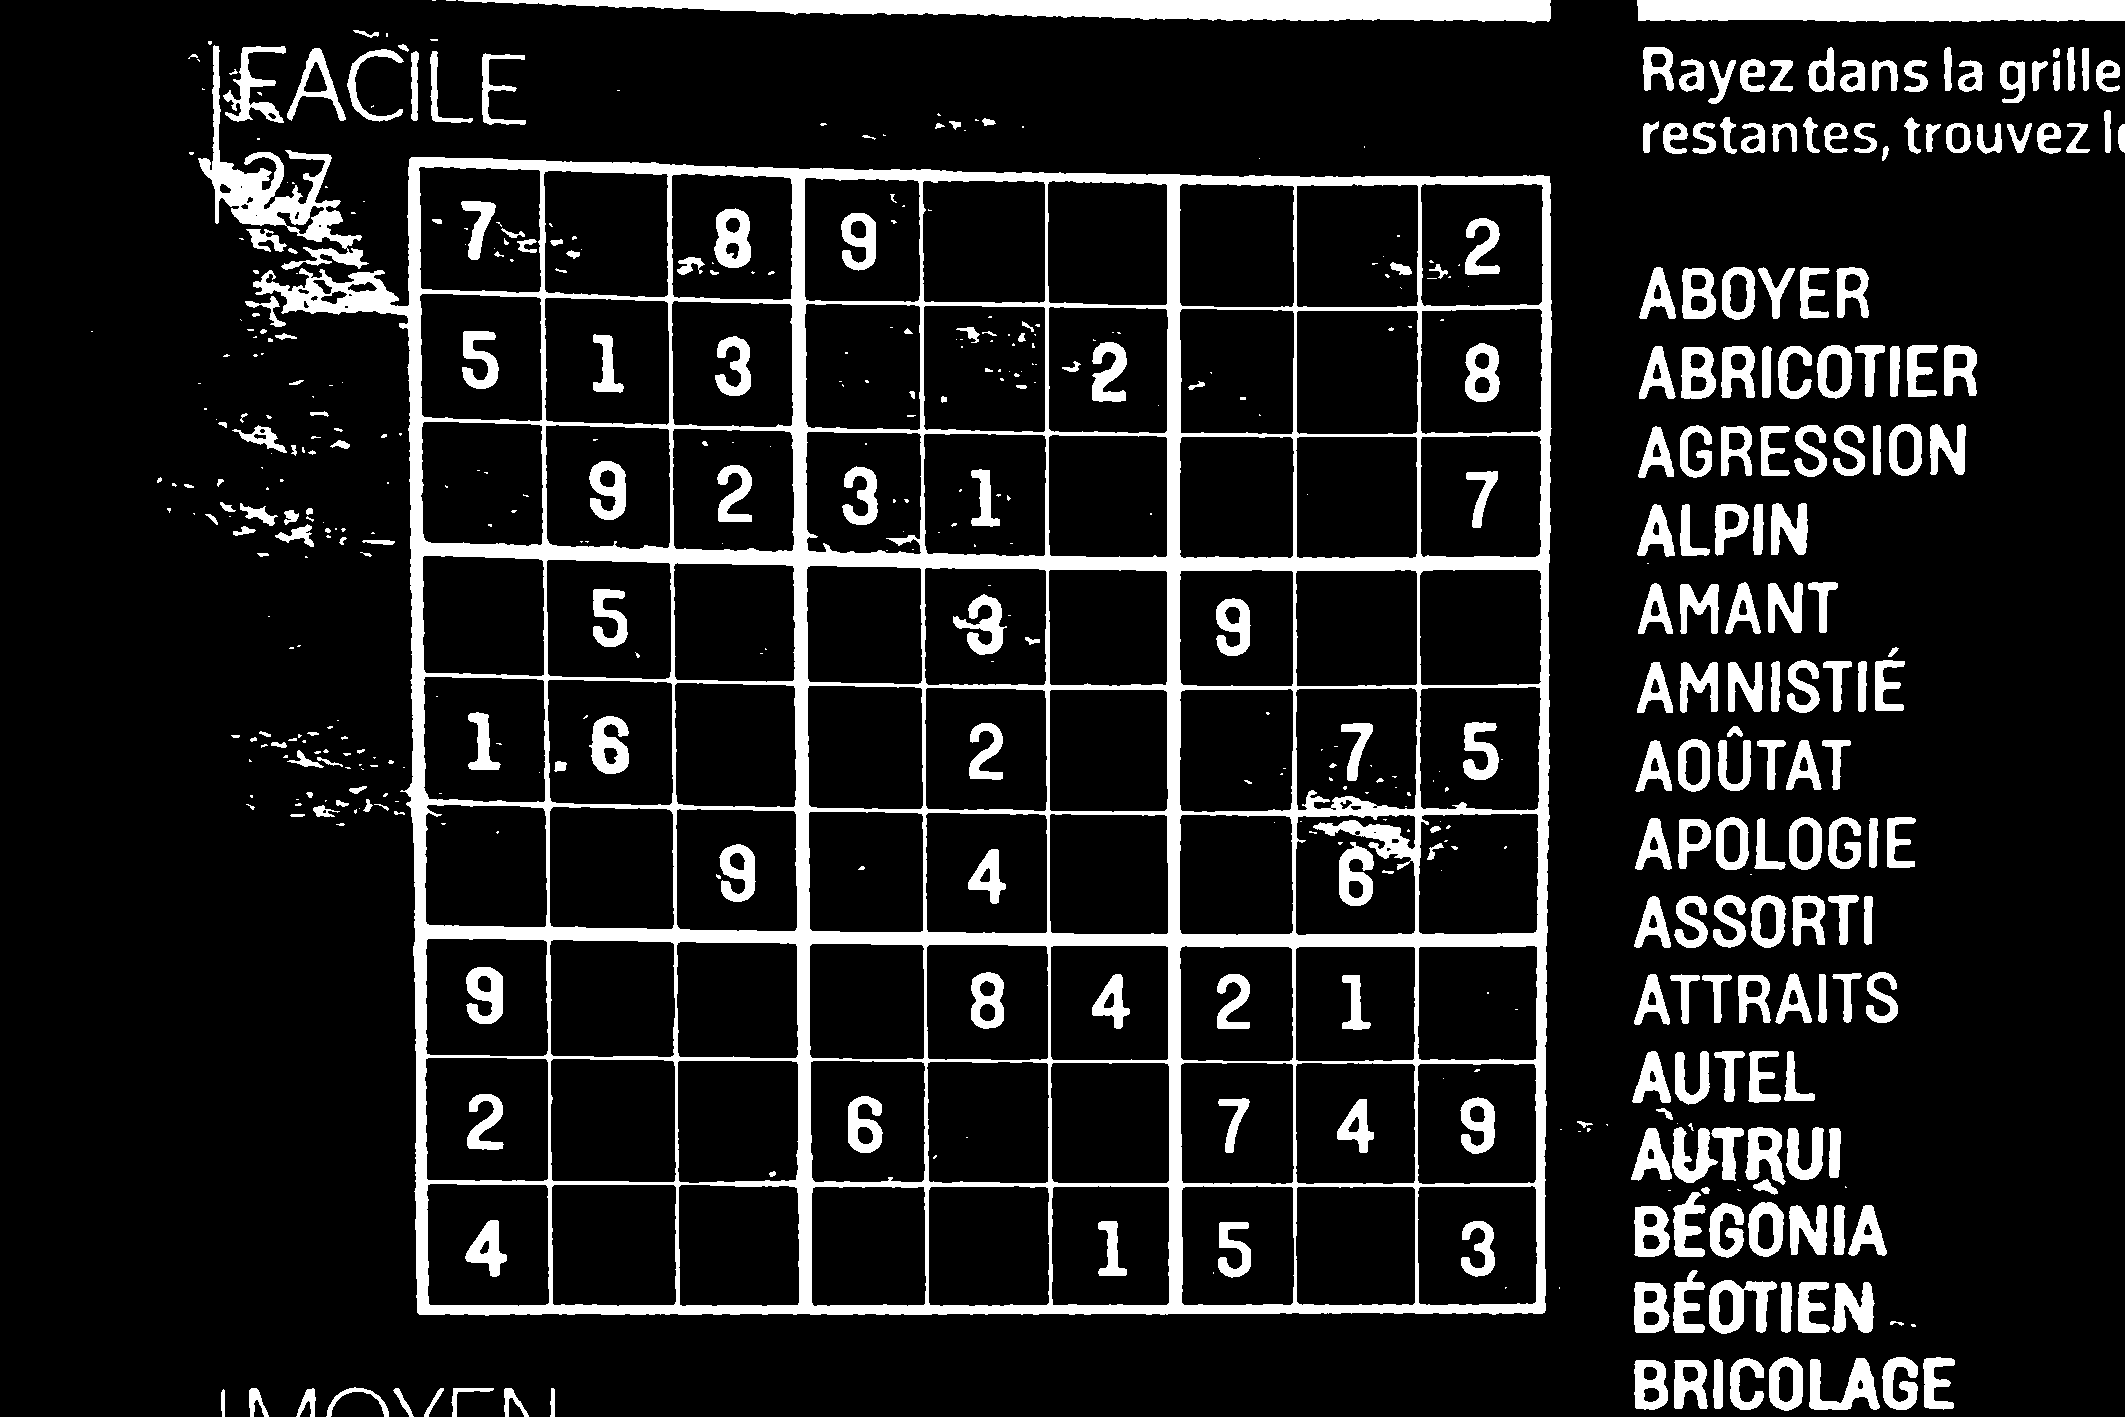 FACILE
27
7 8 9 2
5 1 3 2 8
9 2 3 1 7
5 3 9
1 6 2 7 5
9 4 6
9 8 4 2 1
2 6 7 4 9
4 1 5 3
MOYEN
Rayez dans la grille
restantes, trouvez
ABOYER
ABRICOTIER
AGRESSION
ALPIN
AMANT
AMNISTIÉ
AOÛTAT
APOLOGIE
ASSORTI
ATTRAITS
AUTEL
AUTRUI
BÉGONIA
BÉOTIEN
BRICOLAGE